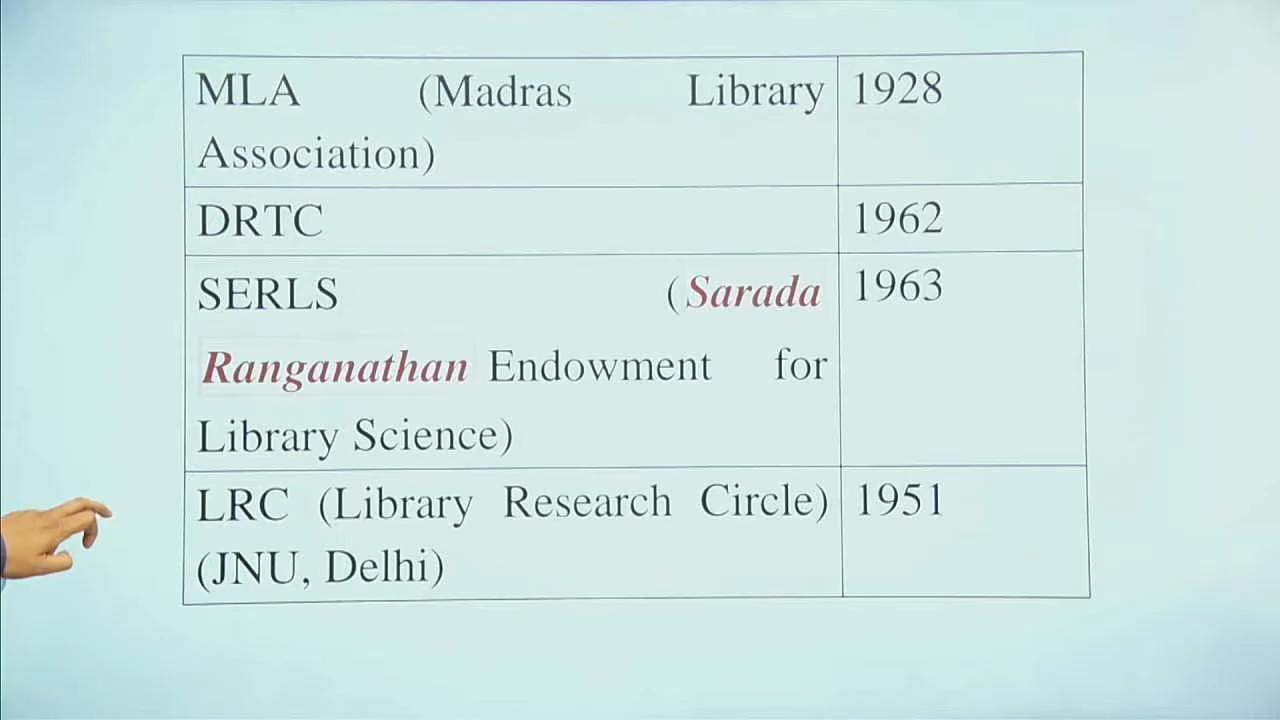 MLA (Madras Library 1928
Association)
DRTC 1962
SERLS (Sarada 1963
Ranganathan Endowment for
Library Science)
LRC (Library Research Circle) 1951
(JNU, Delhi)